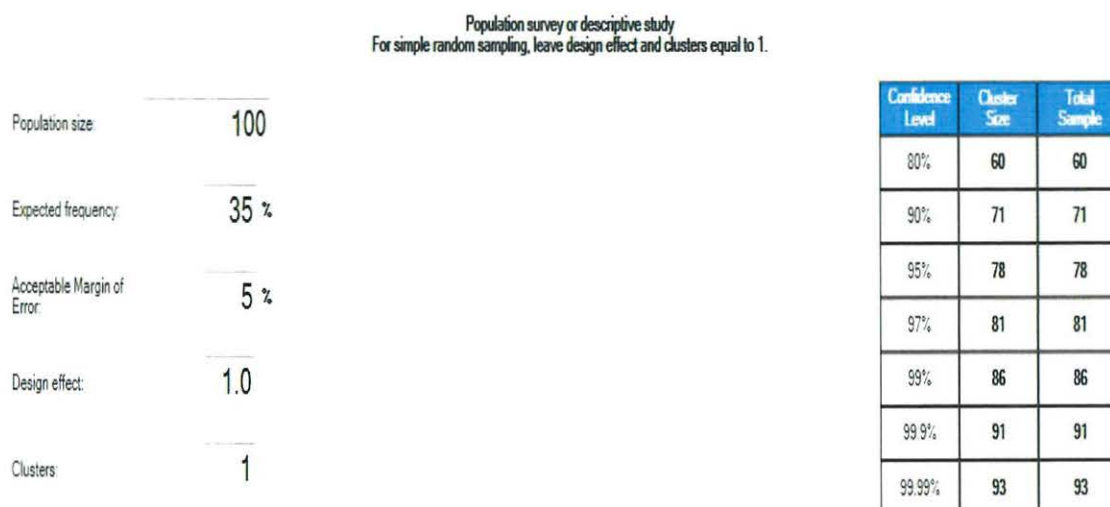 Population survey or descriptive study
For simple random sampling, leave design effect and clusters equal to 1.
Population size: 100
Expected frequency: 35 %
Acceptable Margin of
Error: 5 %
Design effect: 1.0
Clusters: 1
Confidence Level Cluster Size Total Sample
80% 60 60
90% 71 71
95% 78 78
97% 81 81
99% 86 86
99.9% 91 91
99.99% 93 93